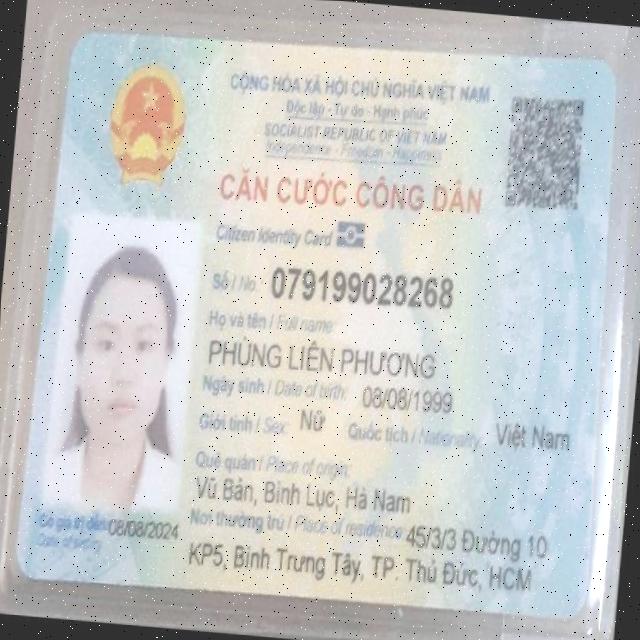 CỘNG HÒA XÃ HỘI CHỦ NGHĨA VIỆT NAM
Độc lập - Tự do - Hạnh phúc
SOCIALIST REPUBLIC OF VIET NAM
Independence - Freedom - Happiness
CĂN CƯỚC CÔNG DÂN
Citizen Identity Card
Số / No.: 079199028268
Họ và tên / Full name:
PHÙNG LIÊN PHƯƠNG
Ngày sinh / Date of birth: 08/08/1999
Giới tính / Sex: Nữ Quốc tịch / Nationality: Việt Nam
Quê quán / Place of origin:
Vũ Bản, Bình Lục, Hà Nam
Nơi thường trú / Place of residence: 45/3/3 Đường 10
KP5, Bình Trưng Tây, TP. Thủ Đức, HCM
Có giá trị đến: 08/08/2024
Date of expiry